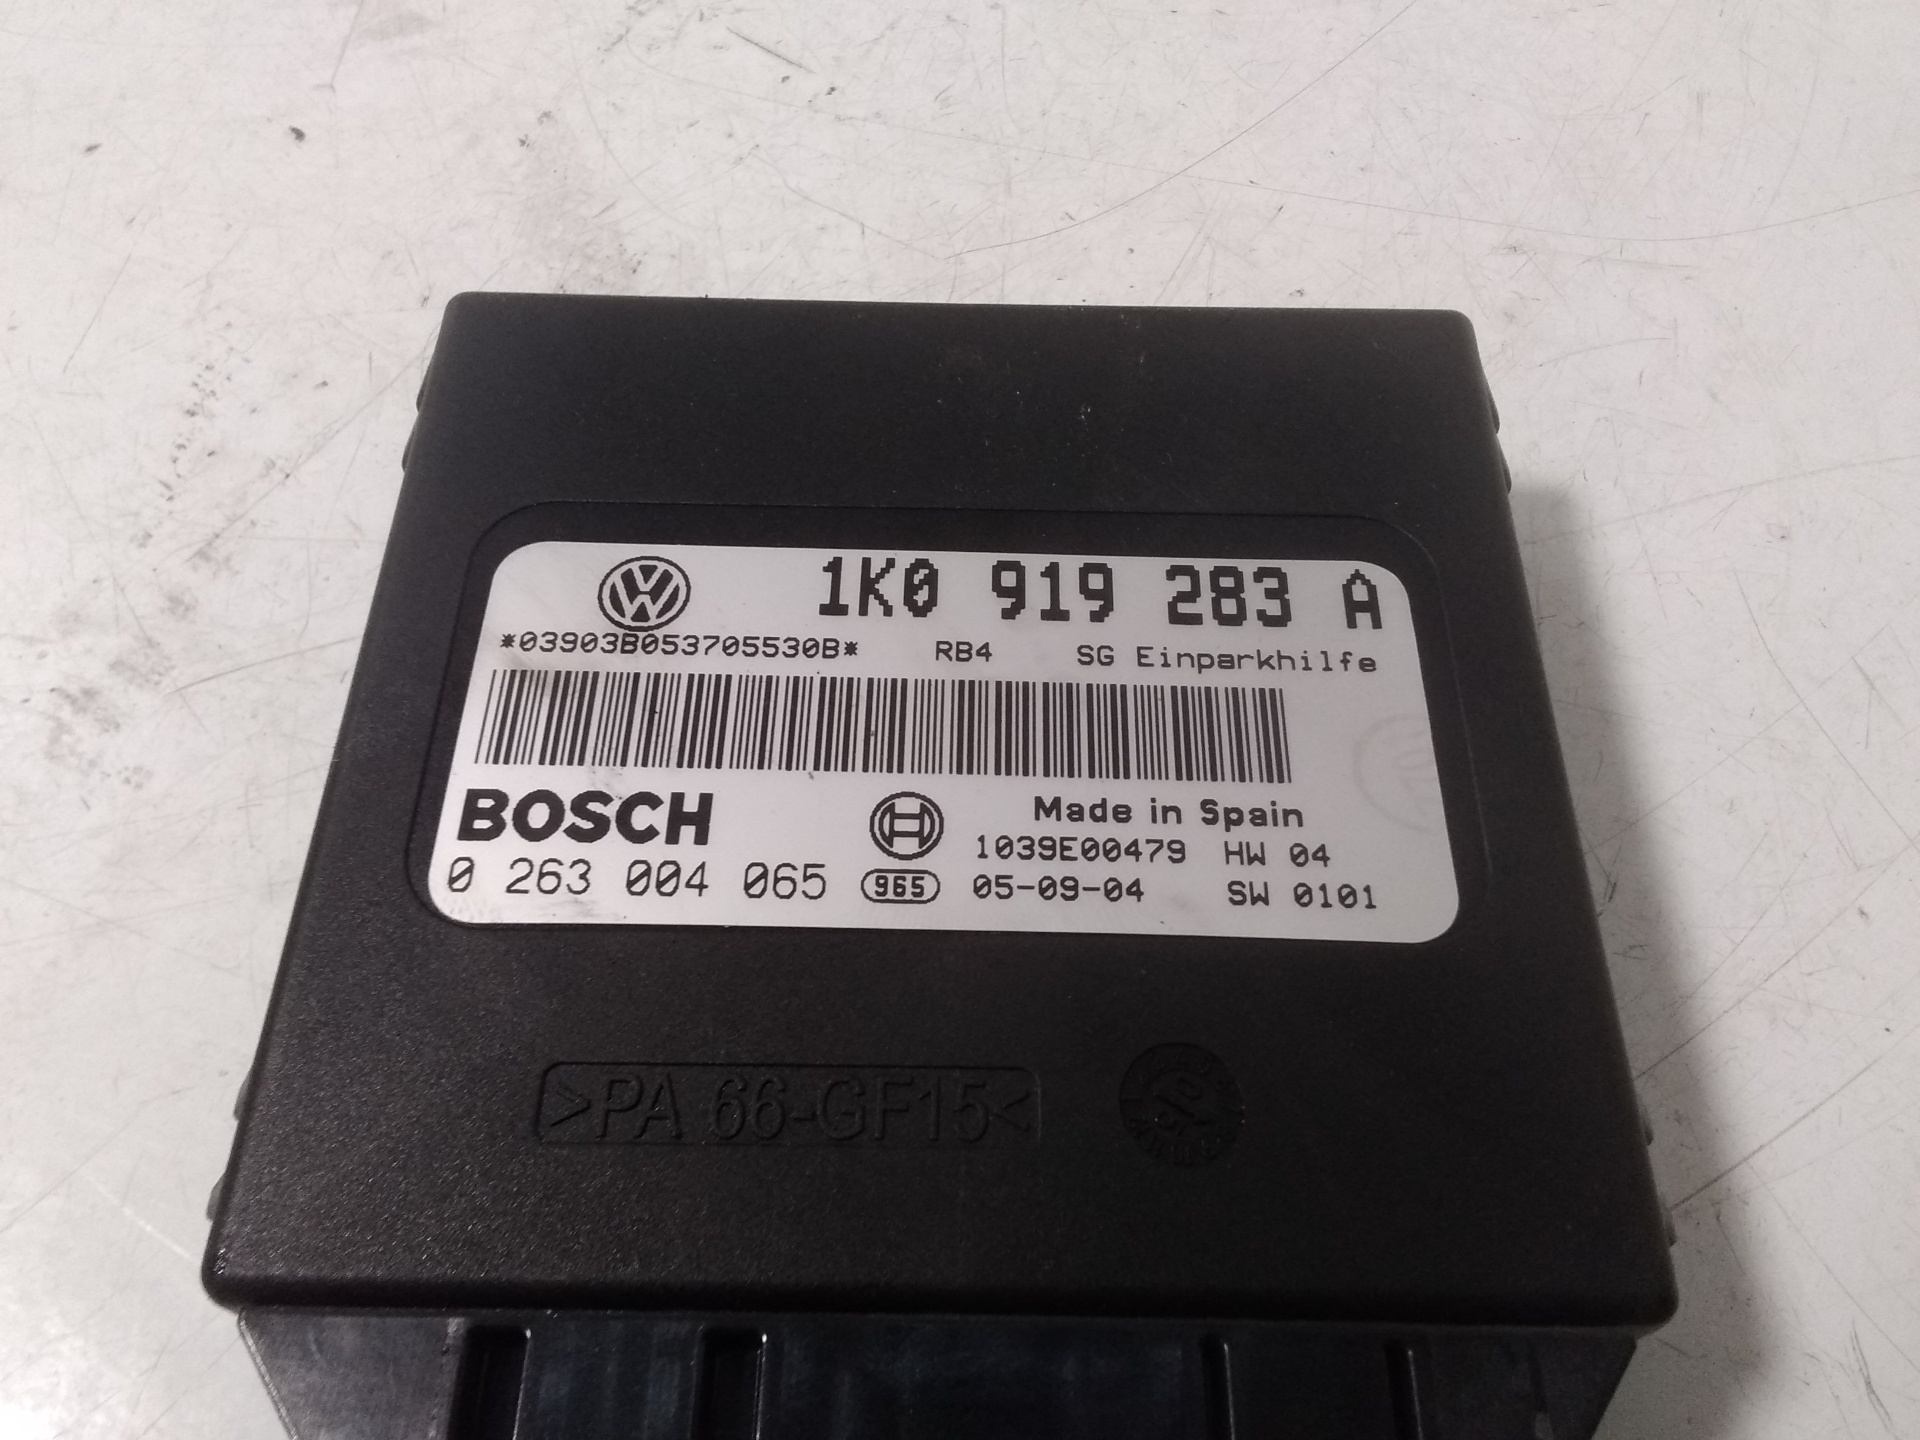 1K0 919 283 A
*03903B053705530B* RB4 SG Einparkhilfe
BOSCH
Made in Spain
1039E00479 HW 04
0 263 004 065 965 05-09-04 SW 0101
>PA 66-GF15<